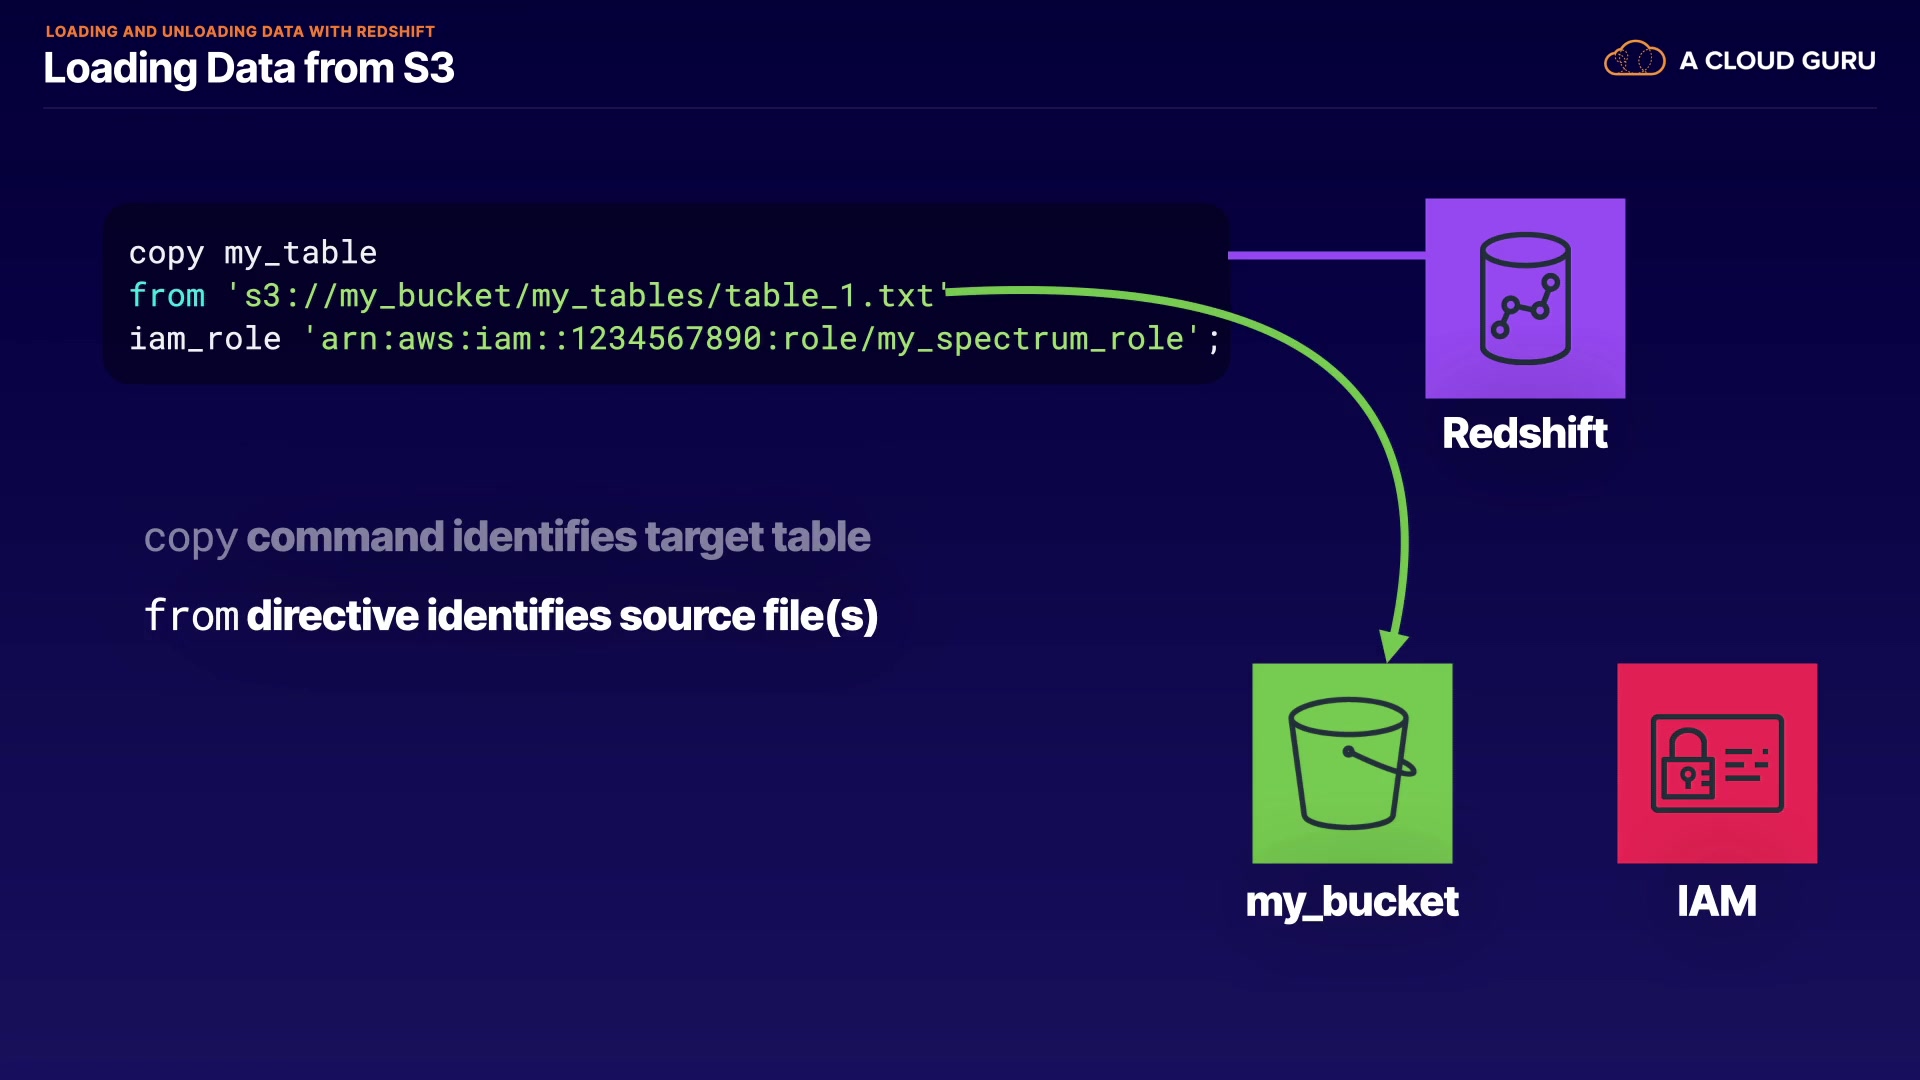 LOADING AND UNLOADING DATA WITH REDSHIFT
Loading Data from S3
A CLOUD GURU
copy my_table
from 's3://my_bucket/my_tables/table_1.txt'
iam_role 'arn:aws:iam::1234567890:role/my_spectrum_role';
Redshift
copy command identifies target table
from directive identifies source file(s)
my_bucket
IAM